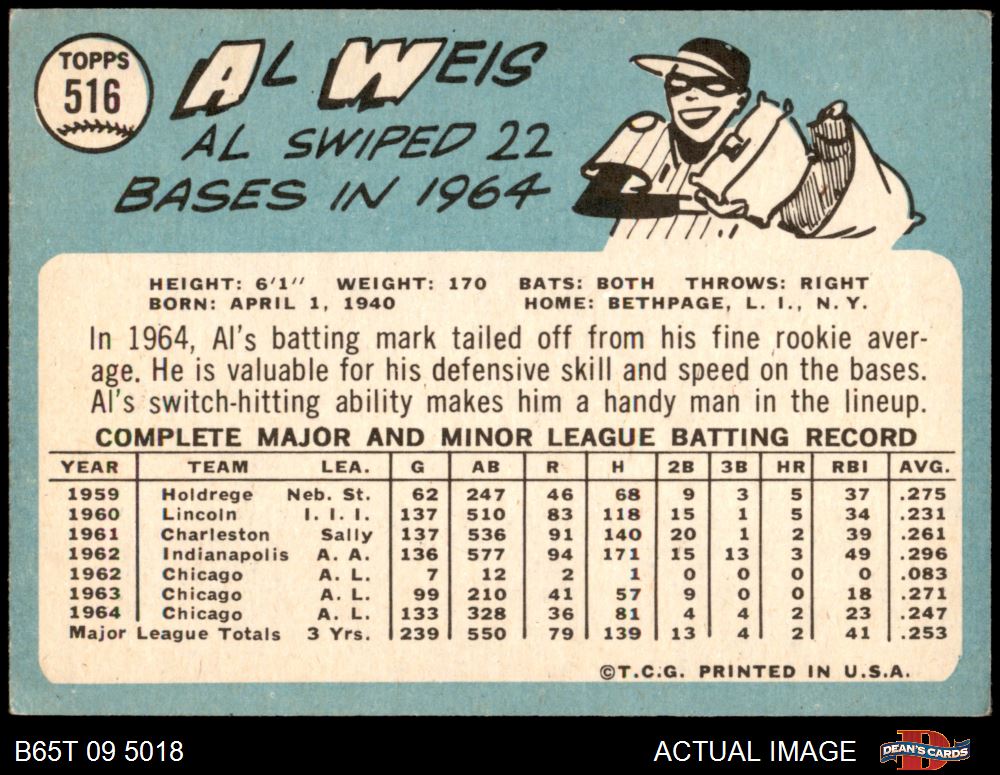 TOPPS
516
AL WEIS
AL SWIPED 22
BASES IN 1964
HEIGHT: 6'1" WEIGHT: 170 BATS: BOTH THROWS: RIGHT
BORN: APRIL 1, 1940 HOME: BETHPAGE, L. I., N. Y.
In 1964, Al's batting mark tailed off from his fine rookie aver-
age. He is valuable for his defensive skill and speed on the bases.
Al's switch-hitting ability makes him a handy man in the lineup.
COMPLETE MAJOR AND MINOR LEAGUE BATTING RECORD
YEAR TEAM LEA. G AB R H 2B 3B HR RBI AVG.
1959 Holdrege Neb. St. 62 247 46 68 9 3 5 37 .275
1960 Lincoln I. I. I. 137 510 83 118 15 1 5 34 .231
1961 Charleston Sally 137 536 91 140 20 1 2 39 .261
1962 Indianapolis A. A. 136 577 94 171 15 13 3 49 .296
1962 Chicago A. L. 7 12 2 1 0 0 0 0 .083
1963 Chicago A. L. 99 210 41 57 9 0 0 18 .271
1964 Chicago A. L. 133 328 36 81 4 4 2 23 .247
Major League Totals 3 Yrs. 239 550 79 139 13 4 2 41 .253
©T.C.G. PRINTED IN U.S.A.
B65T 09 5018 ACTUAL IMAGE DEAN'S CARDS